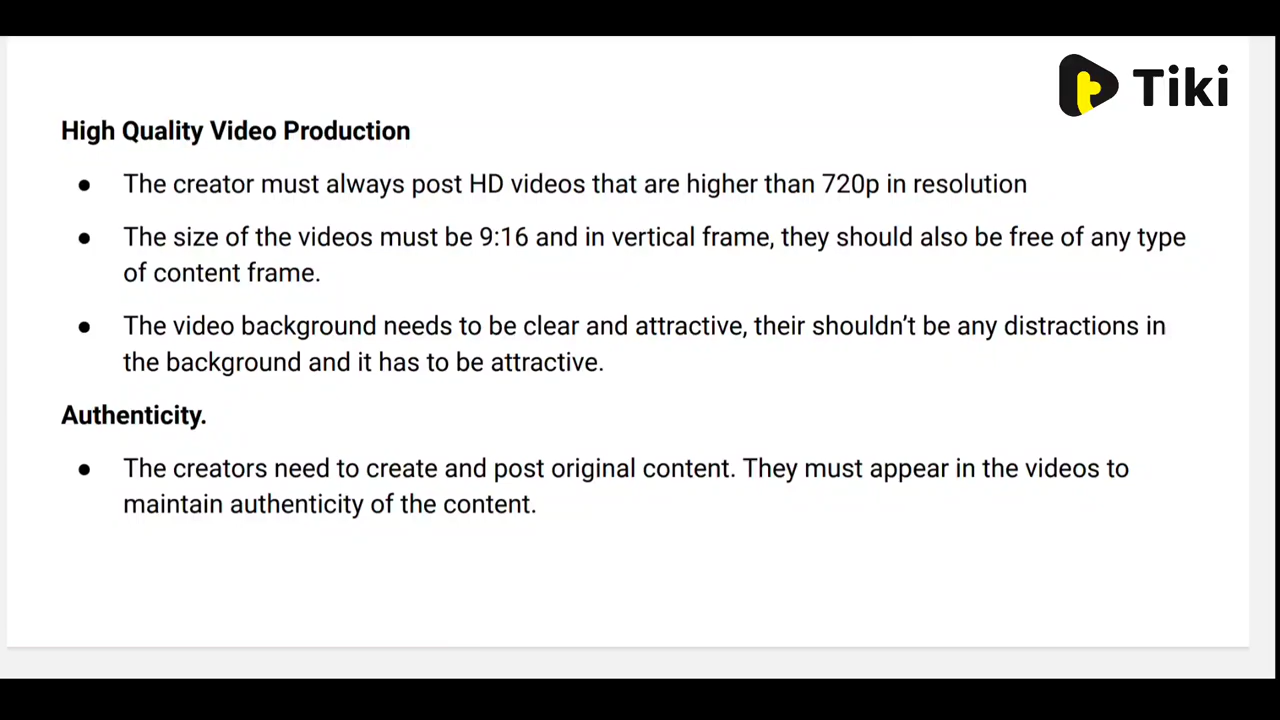 Tiki
High Quality Video Production
● The creator must always post HD videos that are higher than 720p in resolution
● The size of the videos must be 9:16 and in vertical frame, they should also be free of any type
of content frame.
● The video background needs to be clear and attractive, their shouldn't be any distractions in
the background and it has to be attractive.
Authenticity.
● The creators need to create and post original content. They must appear in the videos to
maintain authenticity of the content.